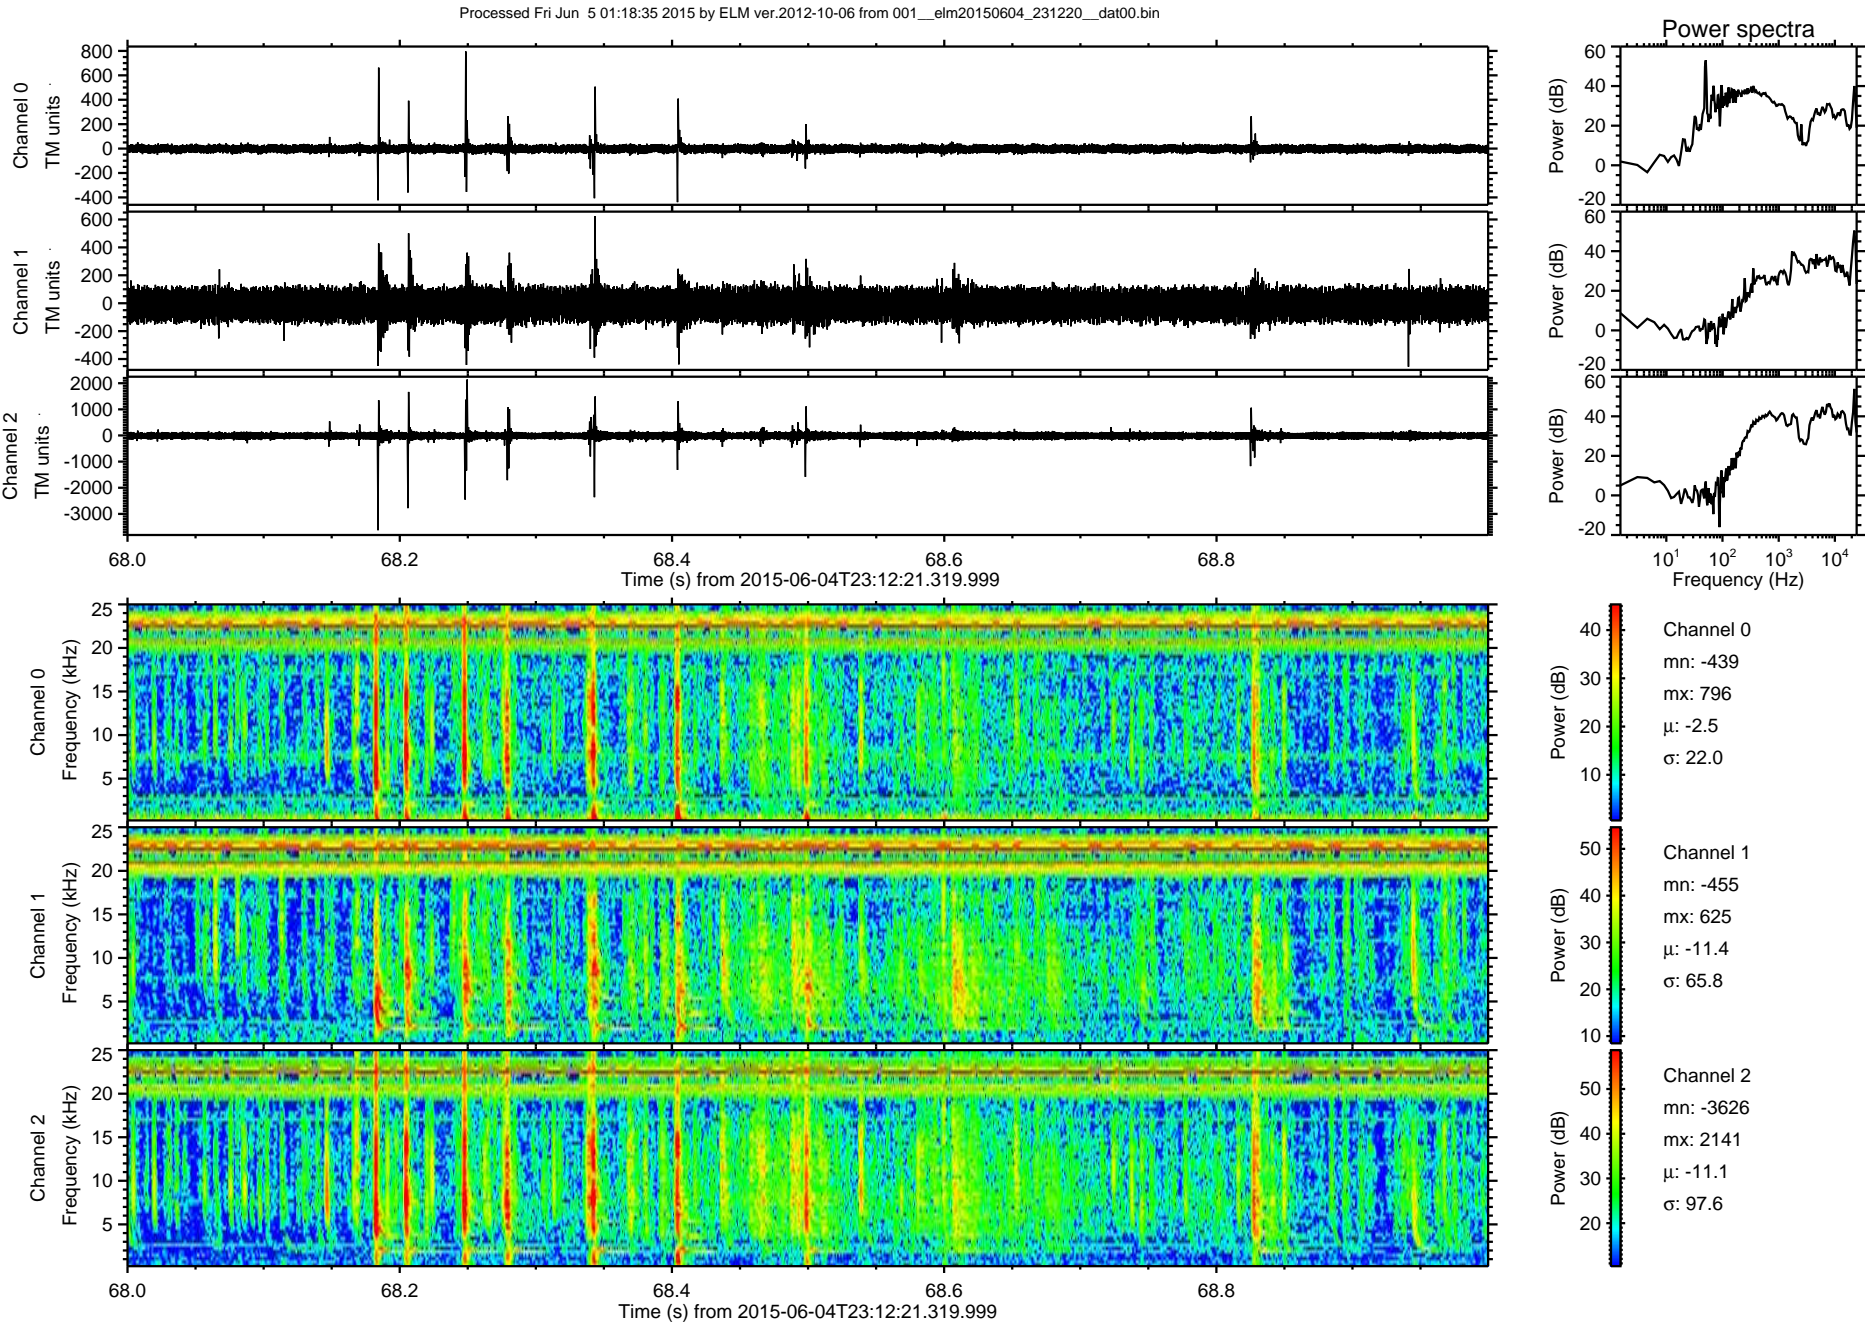 Processed Fri Jun 5 01:18:35 2015 by ELM ver.2012-10-06 from 001__elm20150604_231220__dat00.bin
Power spectra
Channel 0
TM units
800
600
400
200
0
-200
-400
Power (dB)
60
40
20
0
-20
Channel 1
TM units
600
400
200
0
-200
-400
Power (dB)
60
40
20
0
-20
Channel 2
TM units
2000
1000
0
-1000
-2000
-3000
Power (dB)
60
40
20
0
-20
68.0 68.2 68.4 68.6 68.8
Time (s) from 2015-06-04T23:12:21.319.999
10¹ 10² 10³ 10⁴
Frequency (Hz)
Channel 0
Frequency (kHz)
25
20
15
10
5
Power (dB)
40
30
20
10
Channel 0
mn: -439
mx: 796
μ: -2.5
σ: 22.0
Channel 1
Frequency (kHz)
25
20
15
10
5
Power (dB)
50
40
30
20
10
Channel 1
mn: -455
mx: 625
μ: -11.4
σ: 65.8
Channel 2
Frequency (kHz)
25
20
15
10
5
Power (dB)
50
40
30
20
Channel 2
mn: -3626
mx: 2141
μ: -11.1
σ: 97.6
68.0 68.2 68.4 68.6 68.8
Time (s) from 2015-06-04T23:12:21.319.999